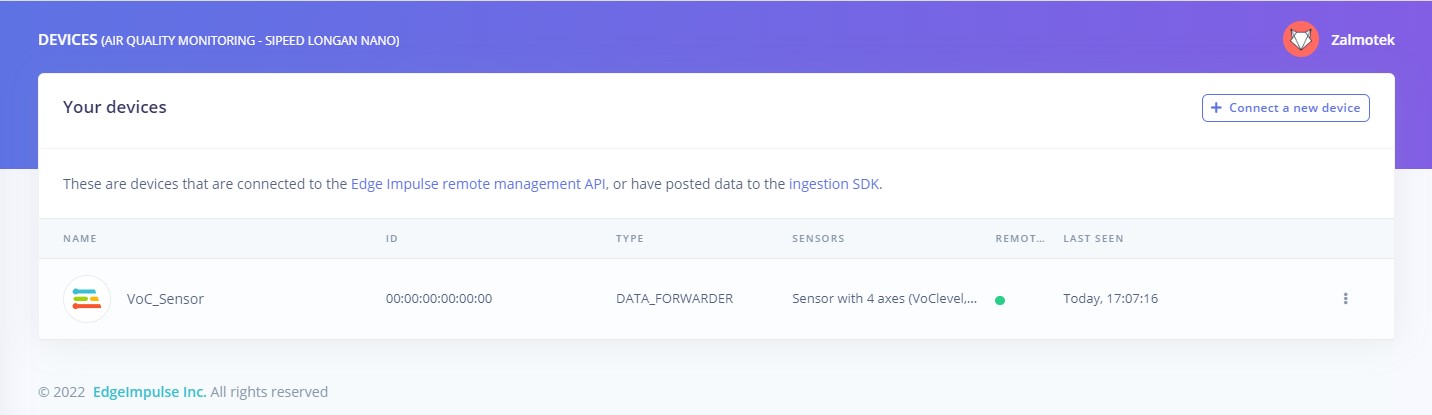 DEVICES (AIR QUALITY MONITORING - SIPEED LONGAN NANO)
Zalmotek
Your devices
+ Connect a new device
These are devices that are connected to the Edge Impulse remote management API, or have posted data to the ingestion SDK.
NAME ID TYPE SENSORS REMOT... LAST SEEN
VoC_Sensor 00:00:00:00:00:00 DATA_FORWARDER Sensor with 4 axes (VoClevel,... Today, 17:07:16
© 2022 EdgeImpulse Inc. All rights reserved